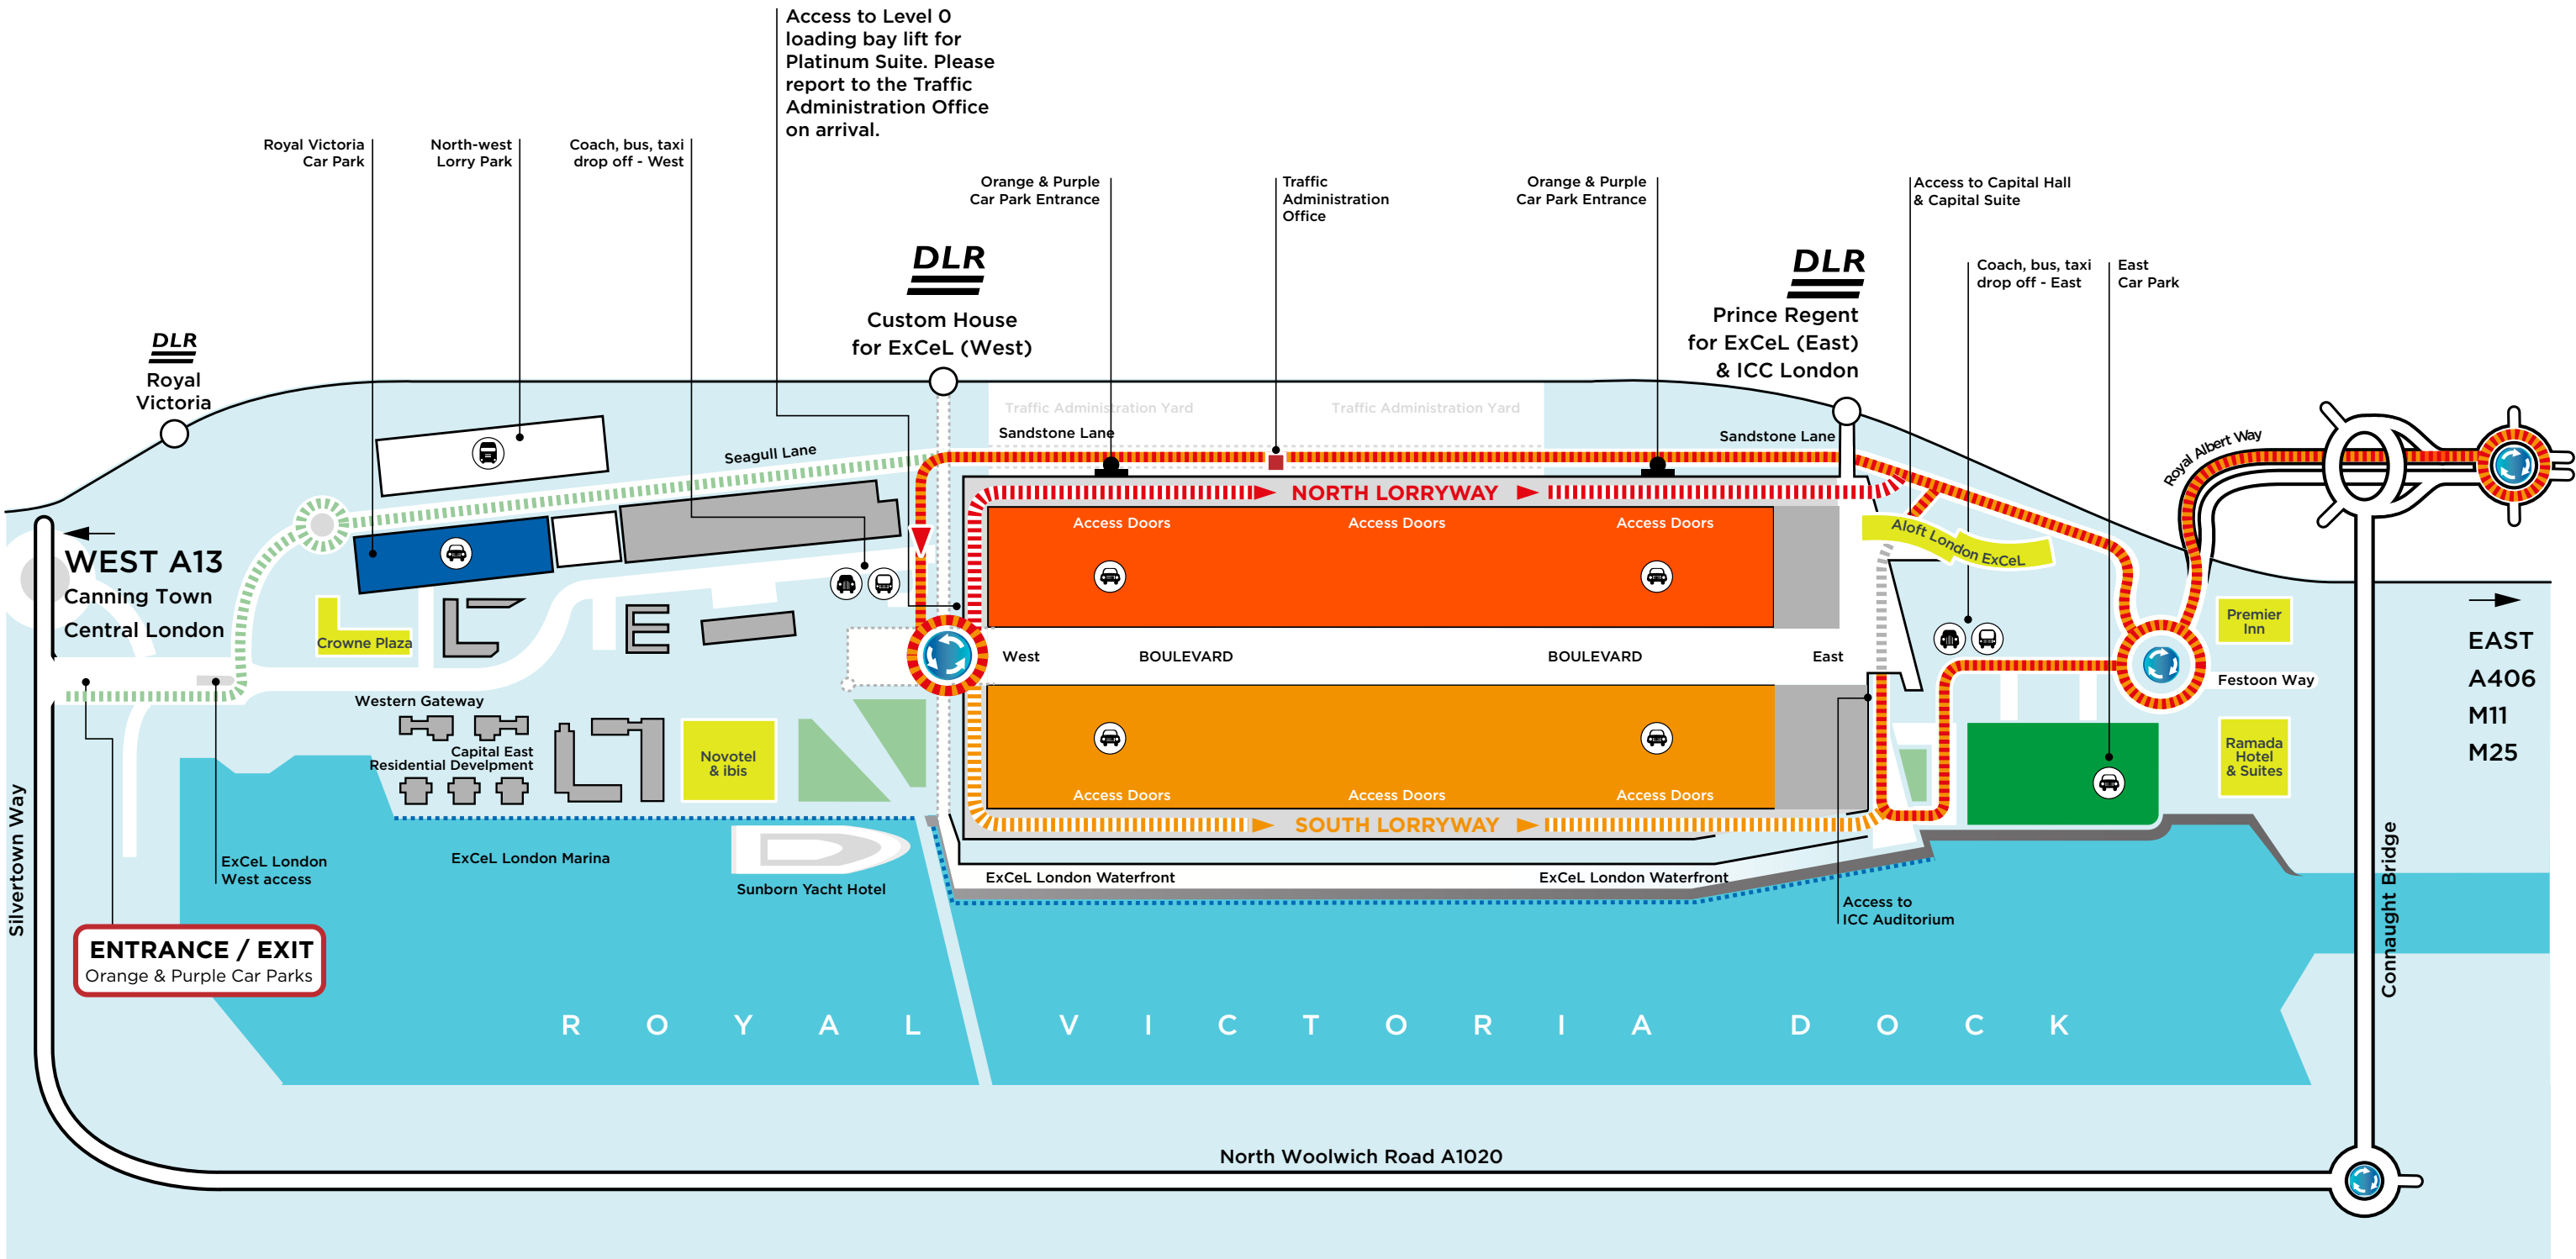 Access to Level 0
loading bay lift for
Platinum Suite. Please
report to the Traffic
Administration Office
on arrival.
Royal Victoria
Car Park
North-west
Lorry Park
Coach, bus, taxi
drop off - West
Orange & Purple
Car Park Entrance
Traffic
Administration
Office
Orange & Purple
Car Park Entrance
Access to Capital Hall
& Capital Suite
Coach, bus, taxi
drop off - East
East
Car Park
DLR
Custom House
for ExCeL (West)
DLR
Prince Regent
for ExCeL (East)
& ICC London
DLR
Royal
Victoria
Traffic Administration Yard
Traffic Administration Yard
Sandstone Lane
Sandstone Lane
Seagull Lane
Royal Albert Way
NORTH LORRYWAY
Access Doors
Access Doors
Access Doors
Aloft London ExCeL
WEST A13
Canning Town
Central London
Crowne Plaza
Premier
Inn
EAST
A406
M11
M25
West
BOULEVARD
BOULEVARD
East
Festoon Way
Western Gateway
Capital East
Residential Develpment
Novotel
& ibis
Ramada
Hotel
& Suites
Access Doors
Access Doors
Access Doors
SOUTH LORRYWAY
Silvertown Way
ExCeL London
West access
ExCeL London Marina
Sunborn Yacht Hotel
ExCeL London Waterfront
ExCeL London Waterfront
Access to
ICC Auditorium
Connaught Bridge
ENTRANCE / EXIT
Orange & Purple Car Parks
ROYAL VICTORIA DOCK
North Woolwich Road A1020